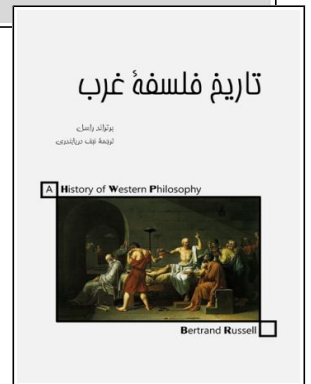 تاریخ فلسفهٔ غرب
برتراند راسل
ترجمهٔ نجف دریابندری
A History of Western Philosophy
Bertrand Russell